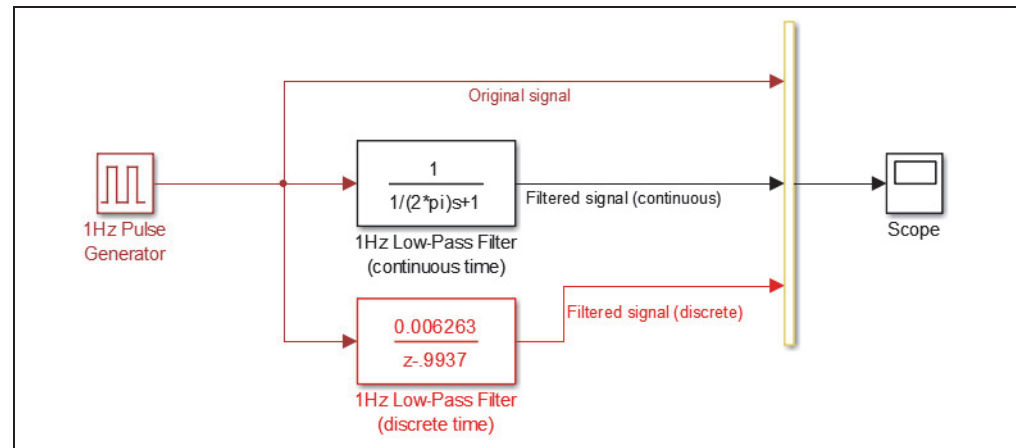 Original signal
1Hz Pulse
Generator
1
1/(2*pi)s+1
1Hz Low-Pass Filter
(continuous time)
Filtered signal (continuous)
Scope
0.006263
z-.9937
1Hz Low-Pass Filter
(discrete time)
Filtered signal (discrete)